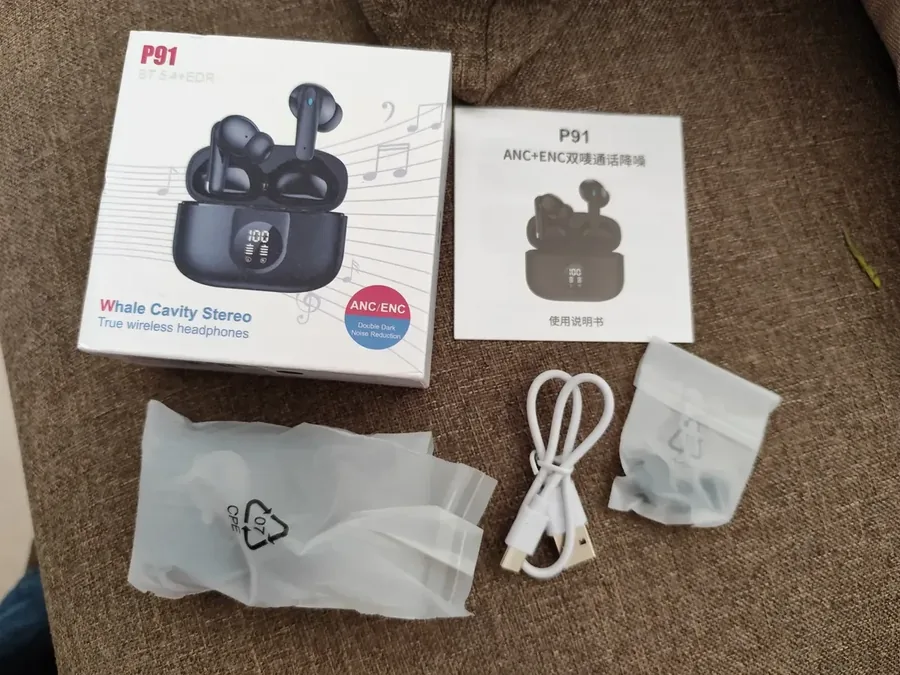 P91
BT 5.4+EDR
100
Whale Cavity Stereo
True wireless headphones
ANC/ENC
Double Dark
Noise Reduction
P91
ANC+ENC双唛通话降噪
100
使用说明书
07
CPE